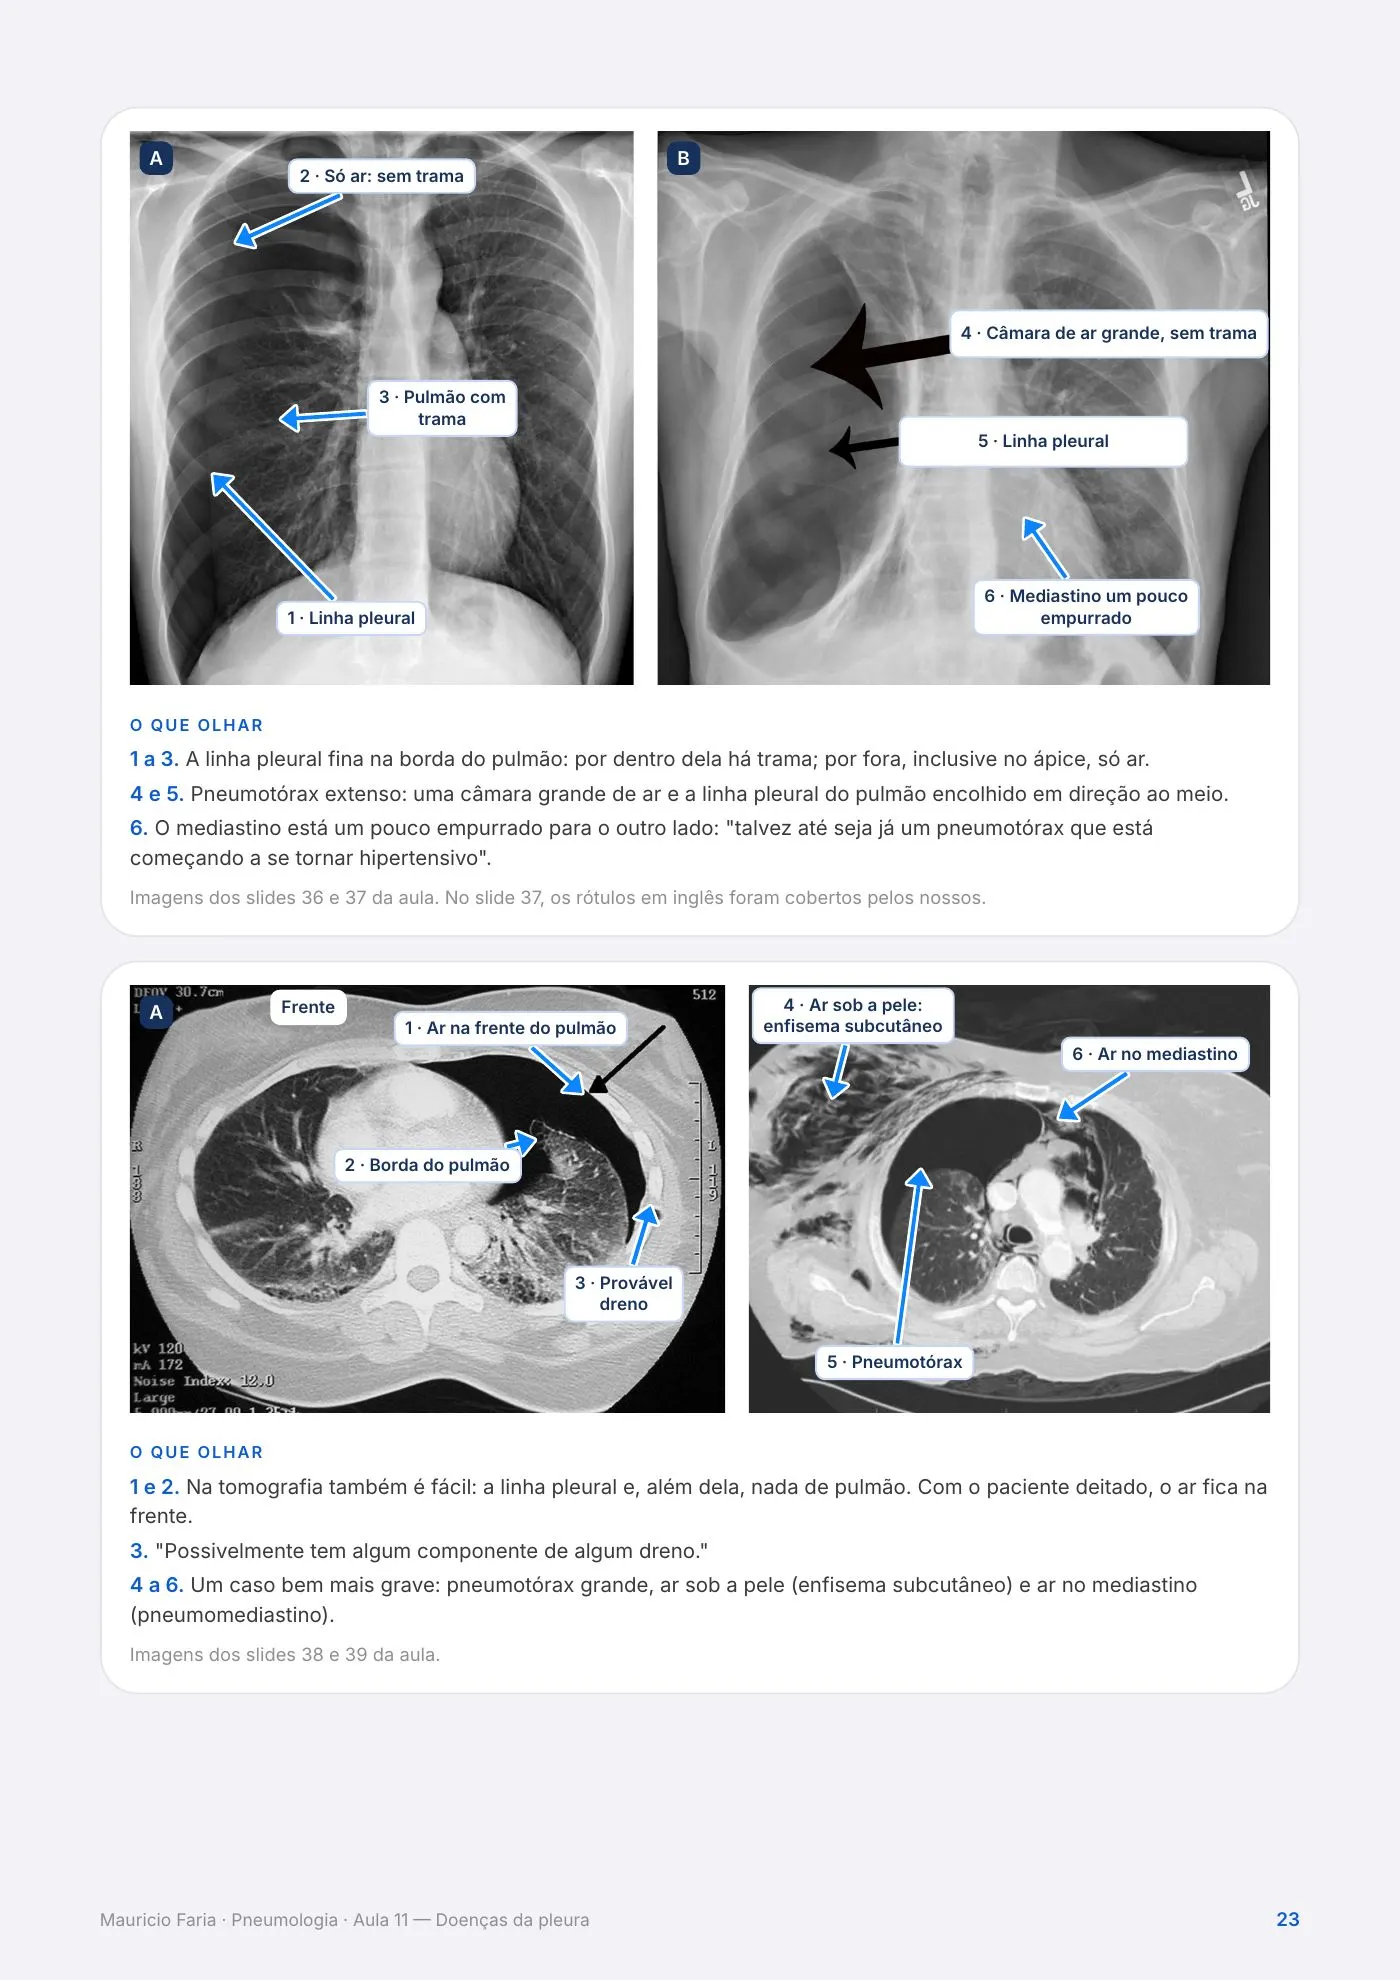 A
2 · Só ar: sem trama
3 · Pulmão com
trama
1 · Linha pleural
B
4 · Câmara de ar grande, sem trama
5 · Linha pleural
6 · Mediastino um pouco
empurrado
O QUE OLHAR
1 a 3. A linha pleural fina na borda do pulmão: por dentro dela há trama; por fora, inclusive no ápice, só ar.
4 e 5. Pneumotórax extenso: uma câmara grande de ar e a linha pleural do pulmão encolhido em direção ao meio.
6. O mediastino está um pouco empurrado para o outro lado: "talvez até seja já um pneumotórax que está
começando a se tornar hipertensivo".
Imagens dos slides 36 e 37 da aula. No slide 37, os rótulos em inglês foram cobertos pelos nossos.
DFOV 30.7cm
A
Frente
512
1 · Ar na frente do pulmão
2 · Borda do pulmão
3 · Provável
dreno
R
L
kV 120
mA 172
Noise Index: 12.0
Large
4 · Ar sob a pele:
enfisema subcutâneo
6 · Ar no mediastino
5 · Pneumotórax
O QUE OLHAR
1 e 2. Na tomografia também é fácil: a linha pleural e, além dela, nada de pulmão. Com o paciente deitado, o ar fica na
frente.
3. "Possivelmente tem algum componente de algum dreno."
4 a 6. Um caso bem mais grave: pneumotórax grande, ar sob a pele (enfisema subcutâneo) e ar no mediastino
(pneumomediastino).
Imagens dos slides 38 e 39 da aula.
Mauricio Faria · Pneumologia · Aula 11 — Doenças da pleura
23